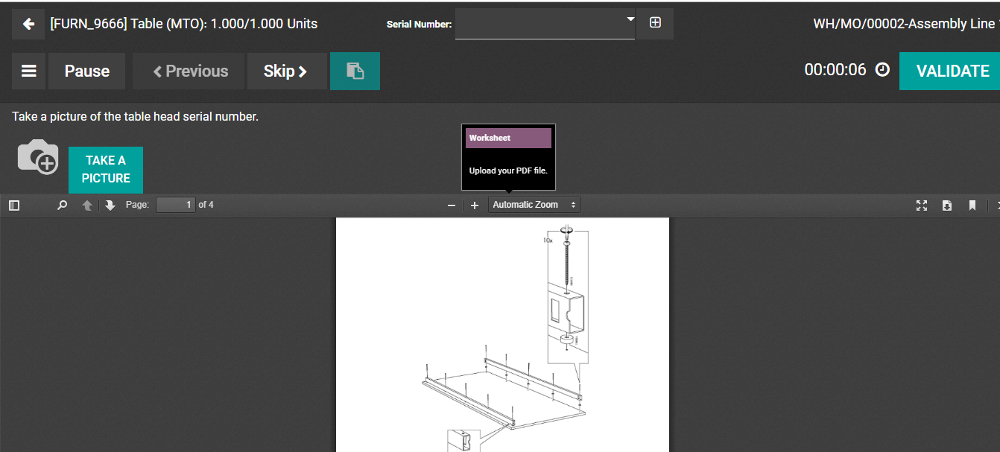 [FURN_9666] Table (MTO): 1.000/1.000 Units
Serial Number:
WH/MO/00002-Assembly Line
Pause
Previous
Skip
00:00:06
VALIDATE
Take a picture of the table head serial number.
TAKE A
PICTURE
Worksheet
Upload your PDF file.
Page: 1 of 4
Automatic Zoom
10x